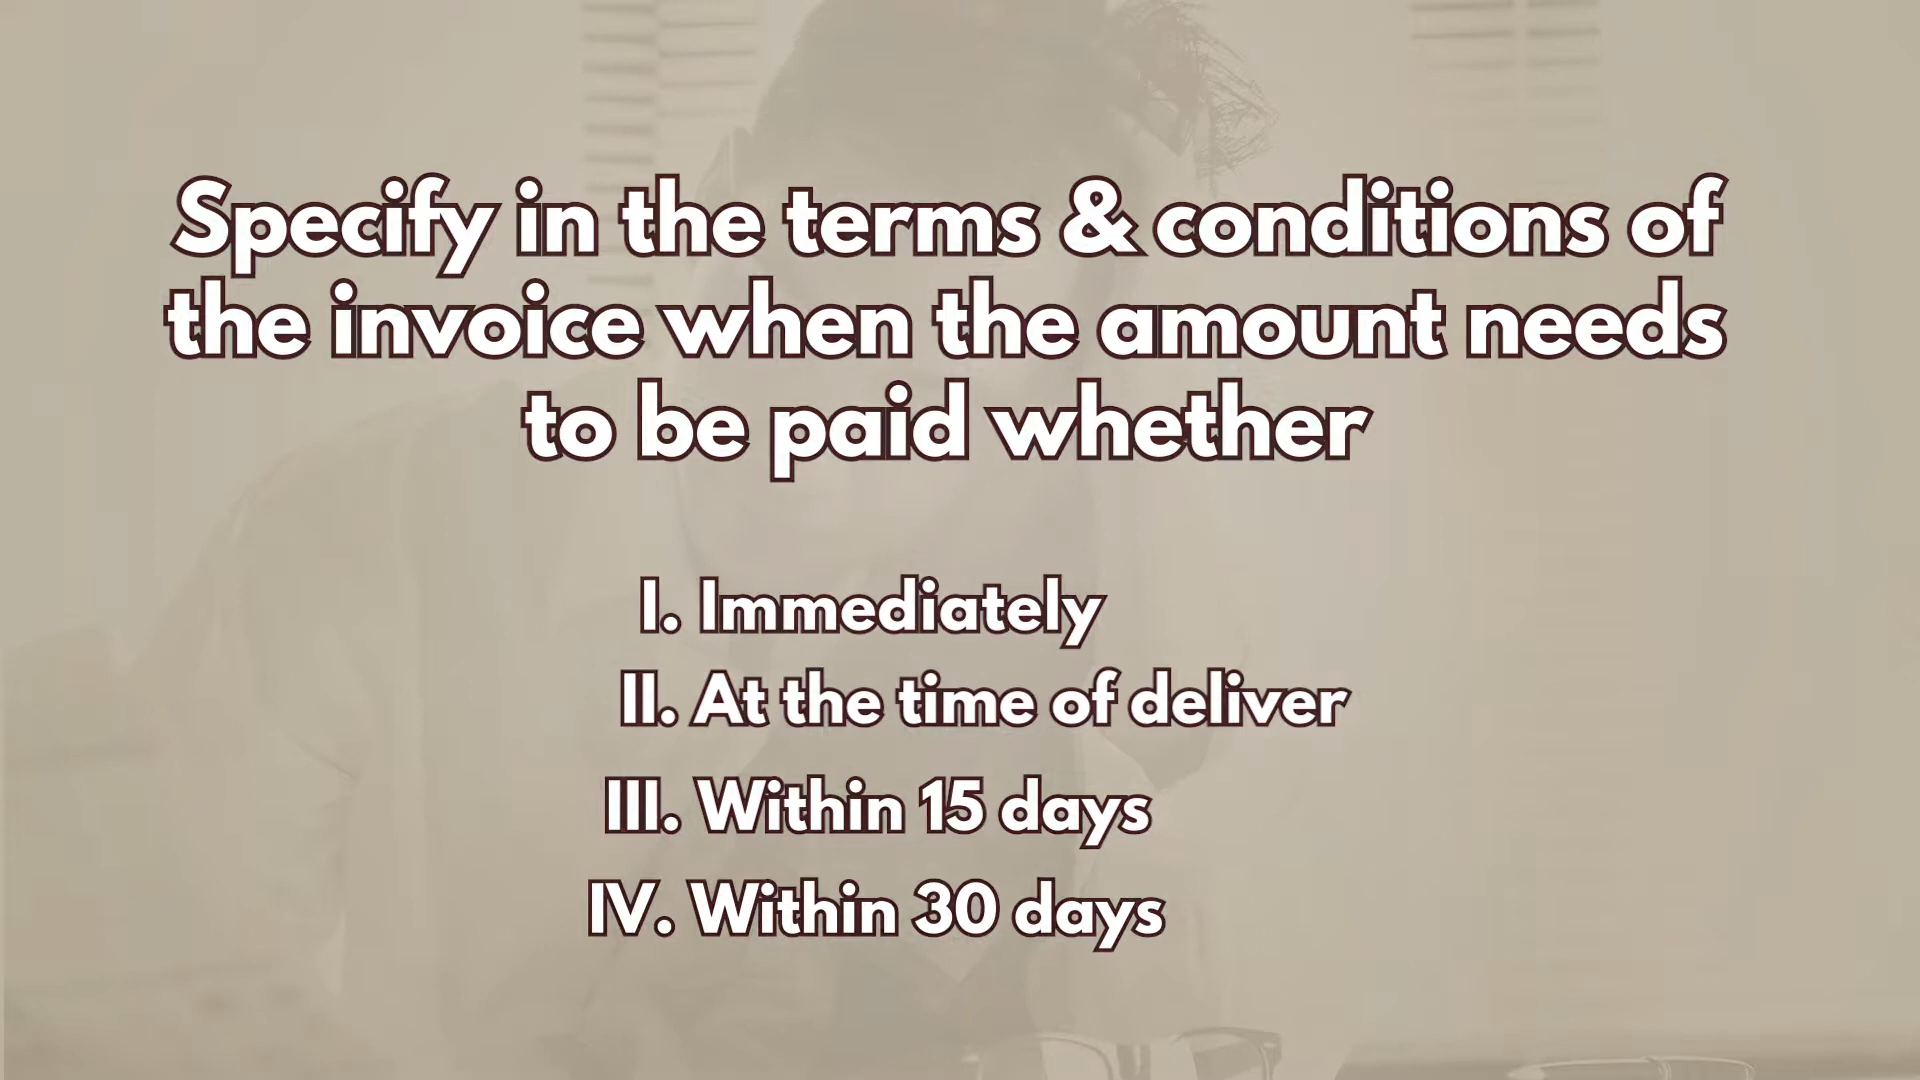 Specify in the terms & conditions of
the invoice when the amount needs
to be paid whether
I. Immediately
II. At the time of deliver
III. Within 15 days
IV. Within 30 days